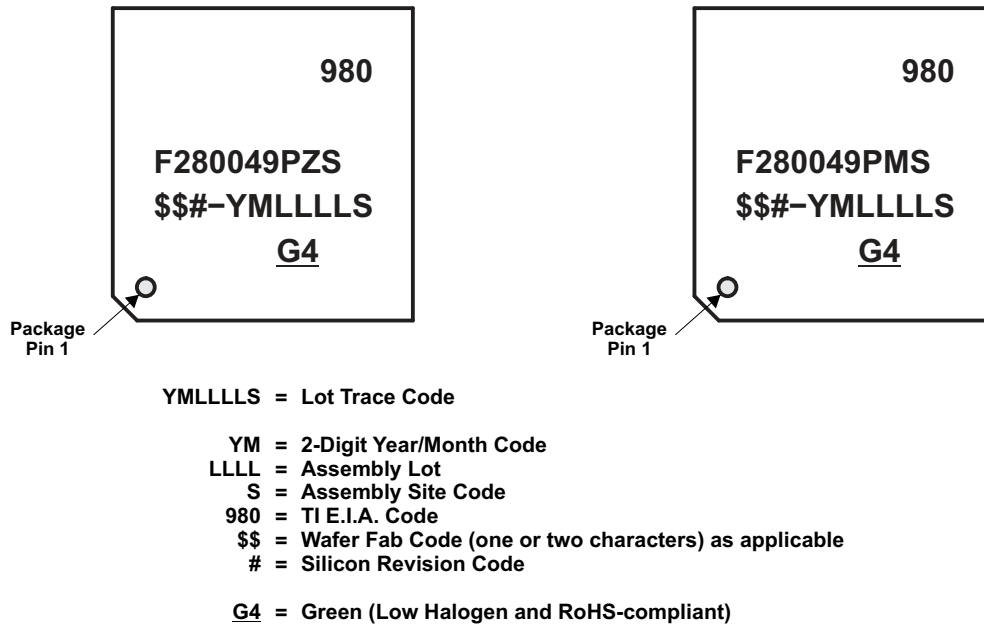 980
F280049PZS
$$#−YMLLLLS
G4
Package
Pin 1
980
F280049PMS
$$#−YMLLLLS
G4
Package
Pin 1
YMLLLLS = Lot Trace Code
YM = 2-Digit Year/Month Code
LLLL = Assembly Lot
S = Assembly Site Code
980 = TI E.I.A. Code
$$ = Wafer Fab Code (one or two characters) as applicable
# = Silicon Revision Code
G4 = Green (Low Halogen and RoHS-compliant)